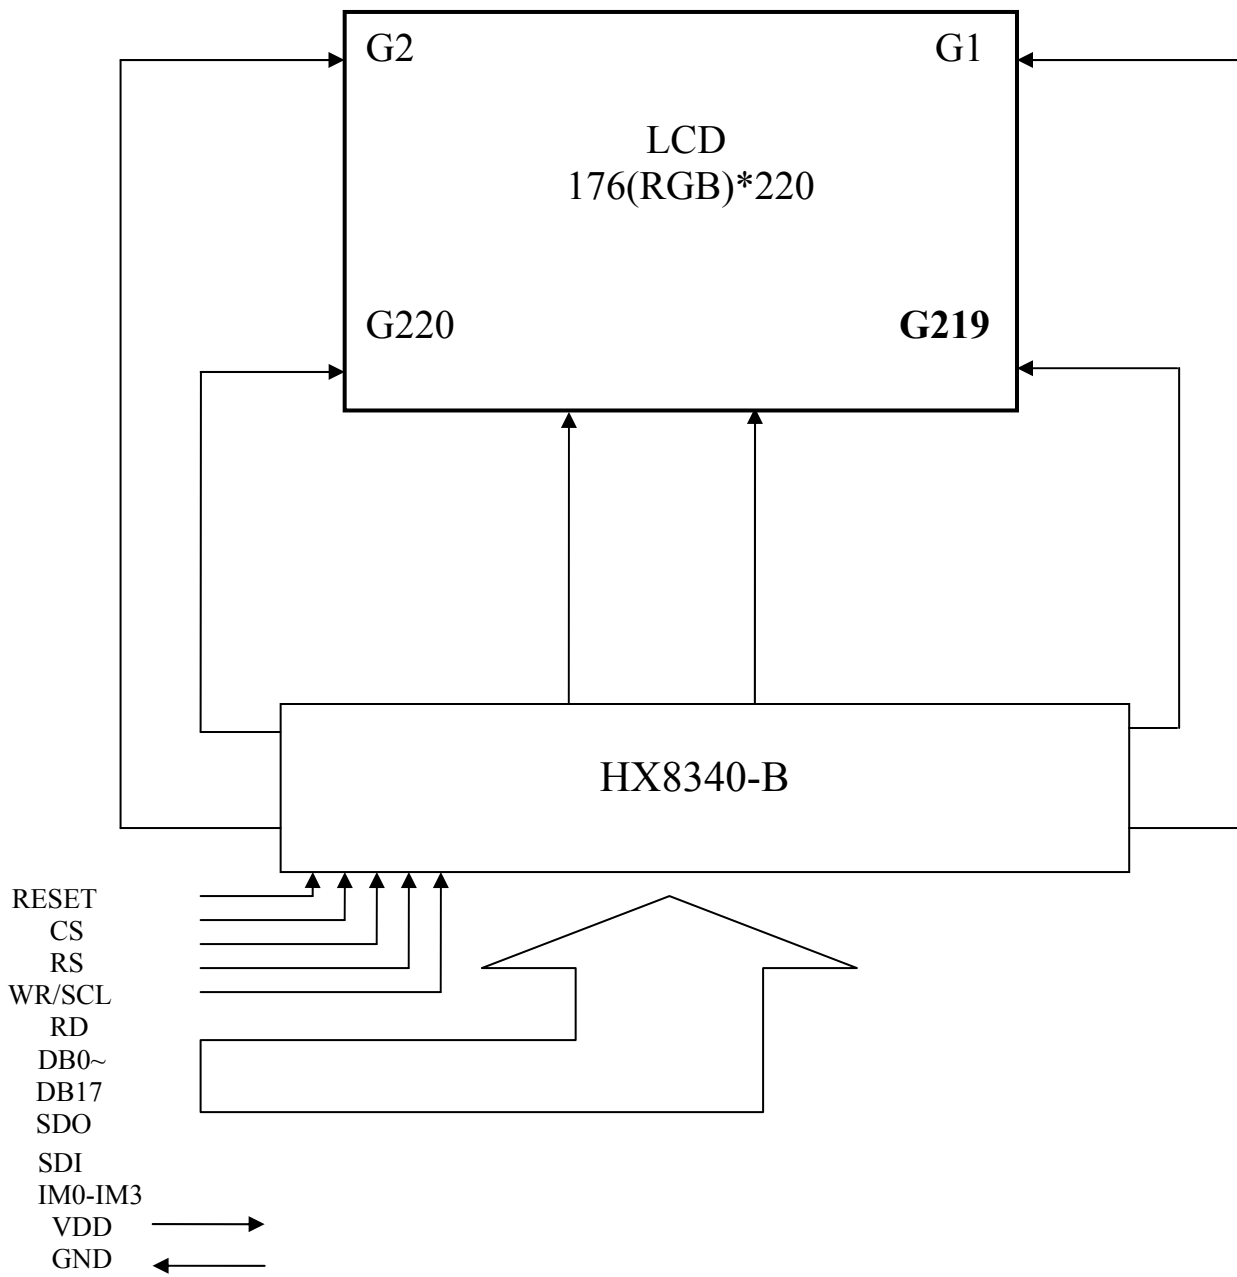 G2
G1
LCD
176(RGB)*220
G220
G219
HX8340-B
RESET
CS
RS
WR/SCL
RD
DB0~
DB17
SDO
SDI
IM0-IM3
VDD
GND